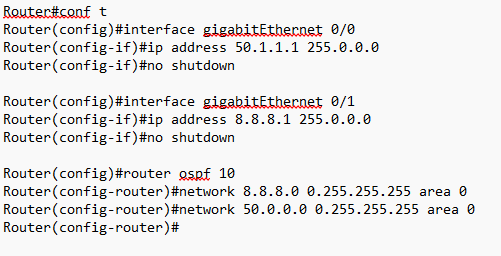 Router#conf t
Router(config)#interface gigabitEthernet 0/0
Router(config-if)#ip address 50.1.1.1 255.0.0.0
Router(config-if)#no shutdown
Router(config)#interface gigabitEthernet 0/1
Router(config-if)#ip address 8.8.8.1 255.0.0.0
Router(config-if)#no shutdown
Router(config)#router ospf 10
Router(config-router)#network 8.8.8.0 0.255.255.255 area 0
Router(config-router)#network 50.0.0.0 0.255.255.255 area 0
Router(config-router)#